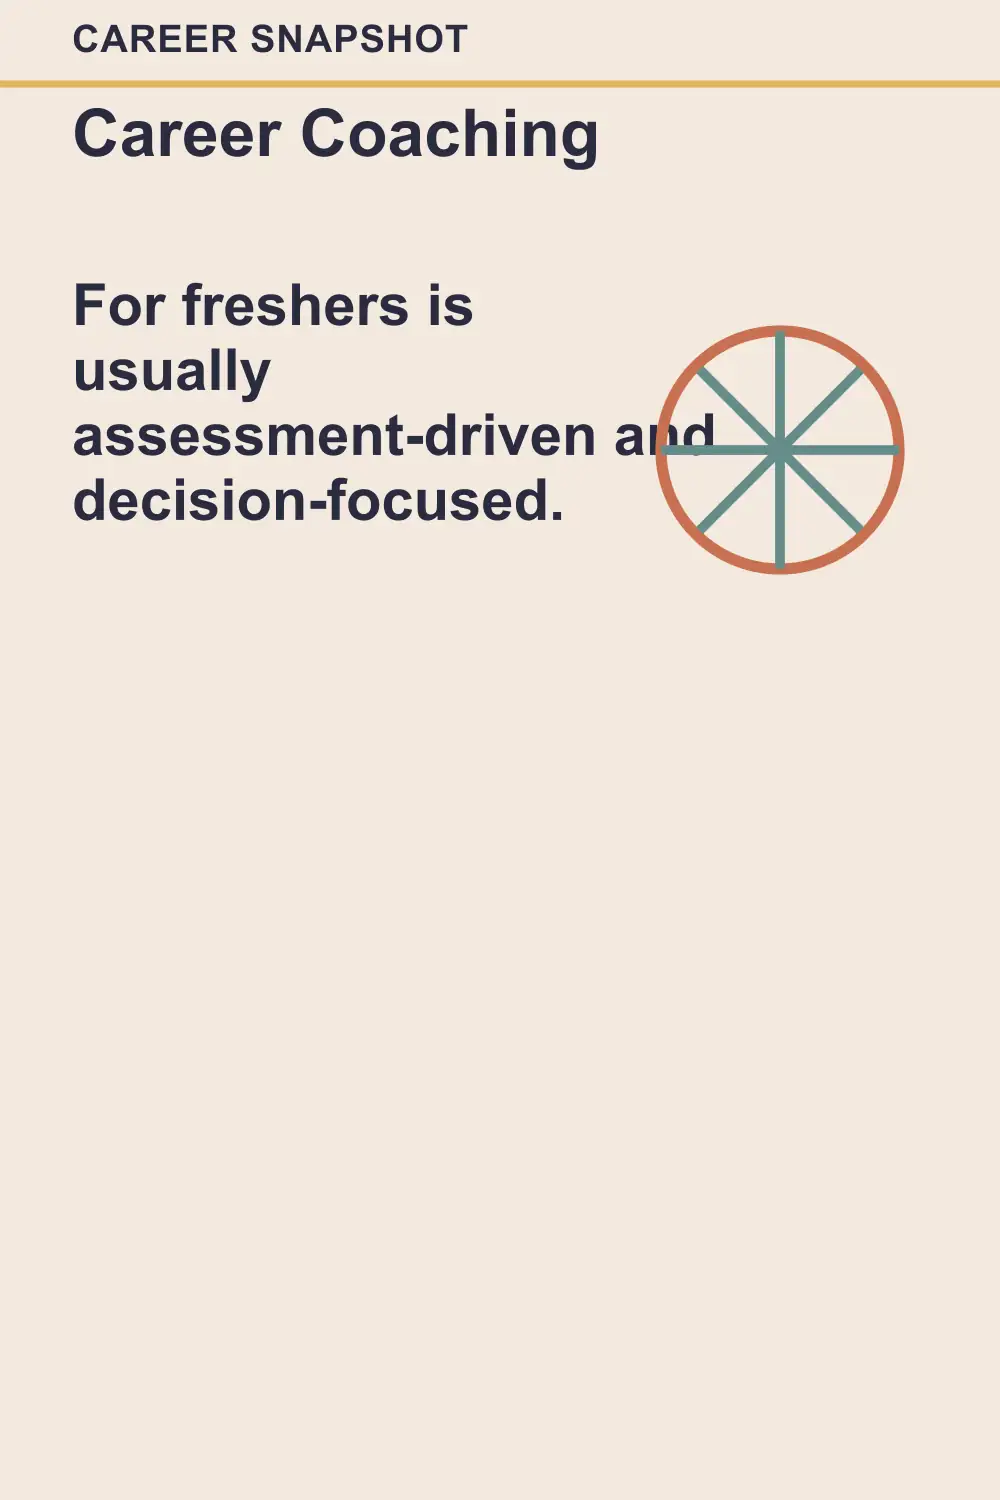 CAREER SNAPSHOT
Career Coaching
For freshers is
usually
assessment-driven and
decision-focused.